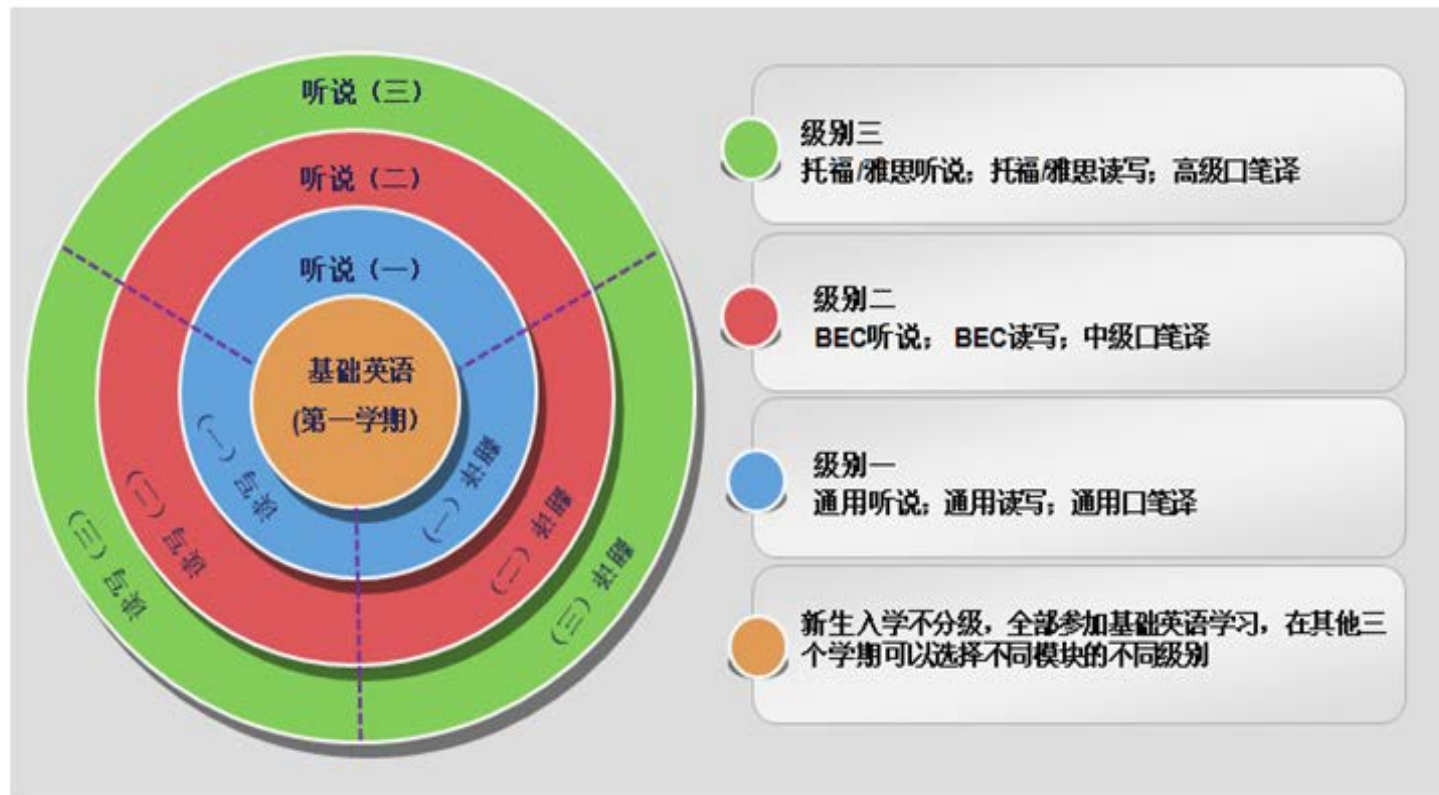 听说（三）
听说（二）
听说（一）
基础英语
(第一学期）
读写（一）
读写（二）
读写（三）
翻译（一）
翻译（二）
翻译（三）
级别三
托福/雅思听说；托福/雅思读写；高级口笔译
级别二
BEC听说； BEC读写；中级口笔译
级别一
通用听说；通用读写；通用口笔译
新生入学不分级，全部参加基础英语学习，在其他三
个学期可以选择不同模块的不同级别